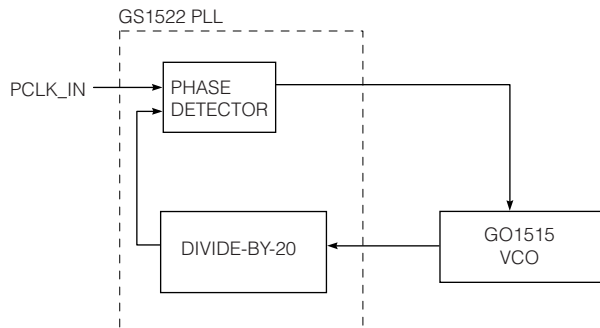 GS1522 PLL
PCLK_IN
PHASE
DETECTOR
DIVIDE-BY-20
GO1515
VCO